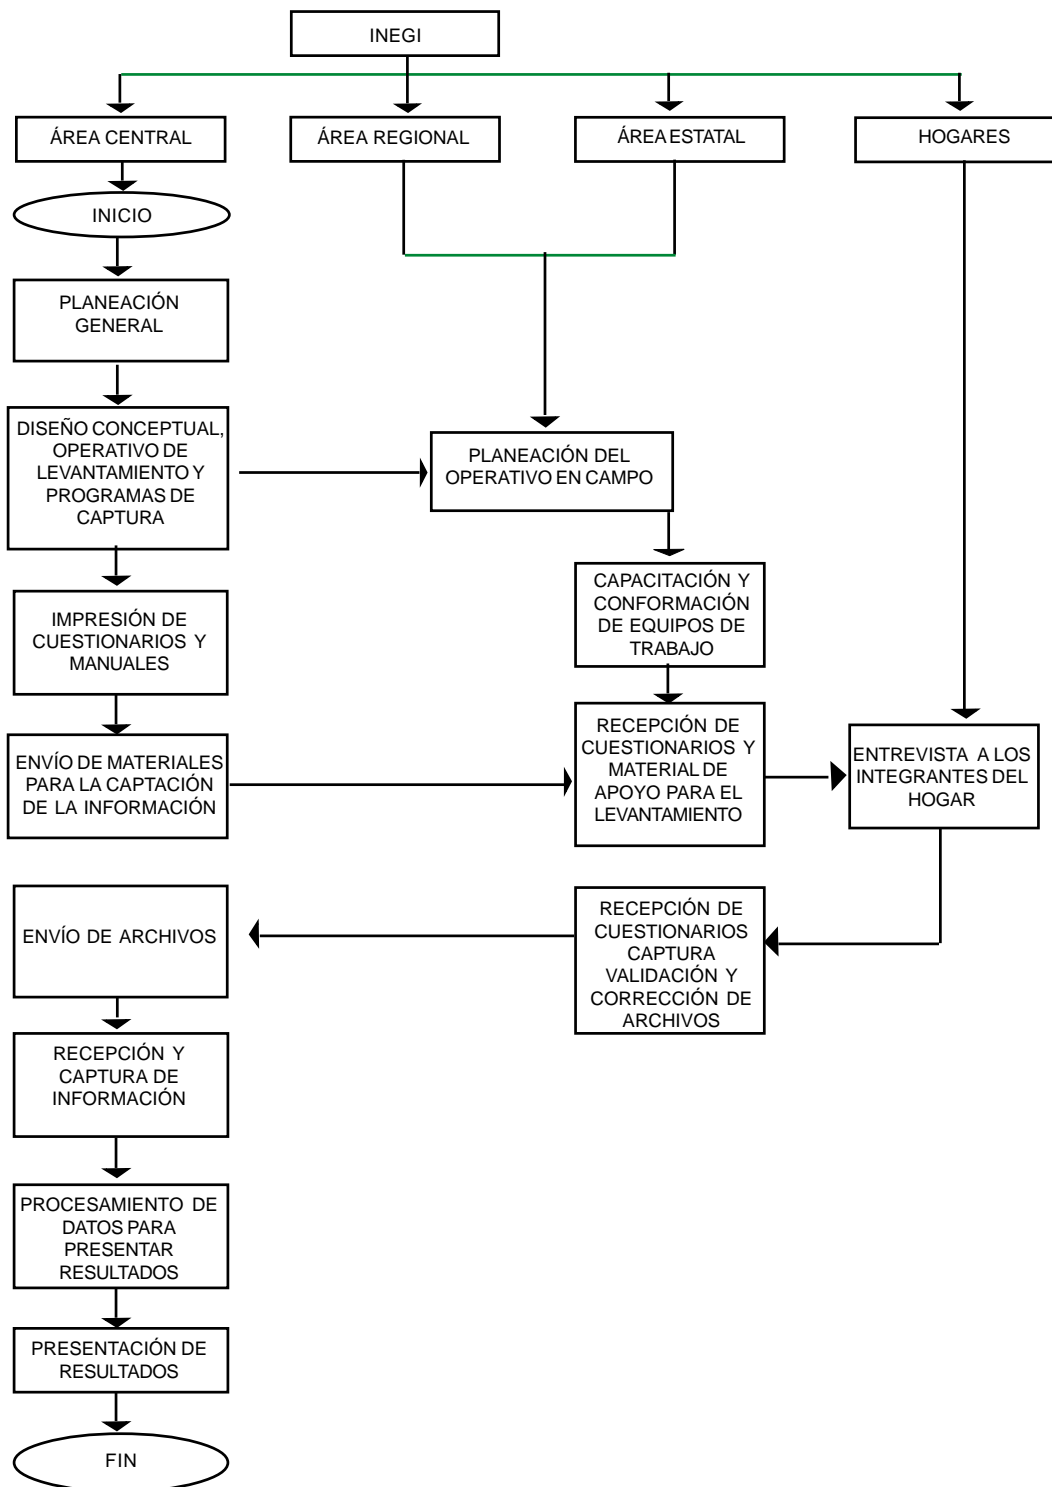 INEGI
ÁREA CENTRAL
ÁREA REGIONAL
ÁREA ESTATAL
HOGARES
INICIO
PLANEACIÓN
GENERAL
DISEÑO CONCEPTUAL,
OPERATIVO DE
LEVANTAMIENTO Y
PROGRAMAS DE
CAPTURA
PLANEACIÓN DEL
OPERATIVO EN CAMPO
CAPACITACIÓN Y
CONFORMACIÓN
DE EQUIPOS DE
TRABAJO
IMPRESIÓN DE
CUESTIONARIOS Y
MANUALES
ENVÍO DE MATERIALES
PARA LA CAPTACIÓN
DE LA INFORMACIÓN
RECEPCIÓN DE
CUESTIONARIOS Y
MATERIAL DE
APOYO PARA EL
LEVANTAMIENTO
ENTREVISTA A LOS
INTEGRANTES DEL
HOGAR
ENVÍO DE ARCHIVOS
RECEPCIÓN DE
CUESTIONARIOS
CAPTURA
VALIDACIÓN Y
CORRECCIÓN DE
ARCHIVOS
RECEPCIÓN Y
CAPTURA DE
INFORMACIÓN
PROCESAMIENTO DE
DATOS PARA
PRESENTAR
RESULTADOS
PRESENTACIÓN DE
RESULTADOS
FIN